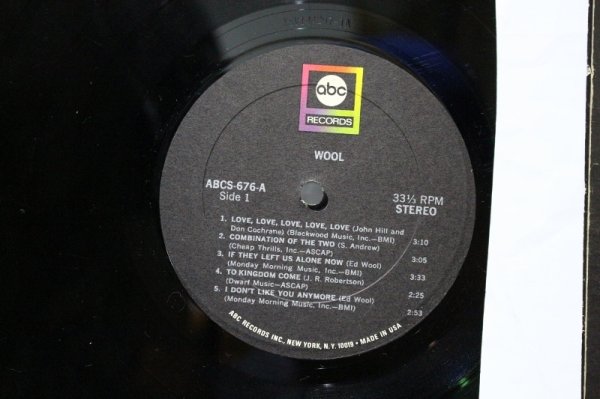 abc
RECORDS
WOOL
ABCS-676-A
Side 1
33⅓ RPM
STEREO
1. LOVE, LOVE, LOVE, LOVE, LOVE (John Hill and
Don Cochrane) (Blackwood Music, Inc.—BMI) 3:10
2. COMBINATION OF THE TWO (S. Andrew)
(Cheap Thrills, Inc.—ASCAP) 3:05
3. IF THEY LEFT US ALONE NOW (Ed Wool)
(Monday Morning Music, Inc.—BMI) 3:33
4. TO KINGDOM COME (J. R. Robertson)
(Dwarf Music—ASCAP) 2:25
5. I DON'T LIKE YOU ANYMORE (Ed Wool)
(Monday Morning Music, Inc.—BMI) 2:53
ABC RECORDS INC., NEW YORK, N.Y. 10019 • MADE IN USA